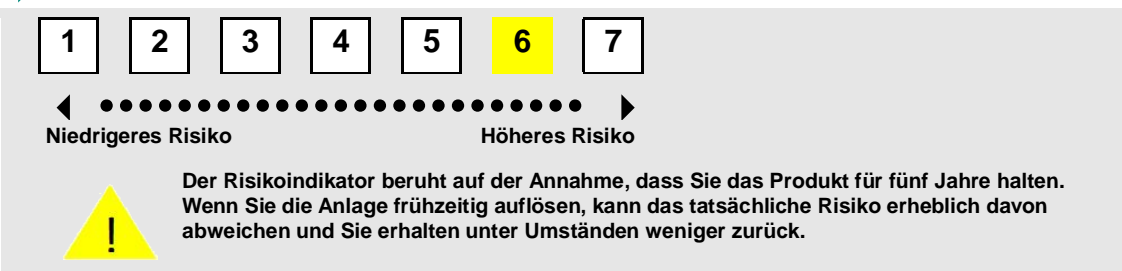 1 2 3 4 5 6 7
Niedrigeres Risiko Höheres Risiko
Der Risikoindikator beruht auf der Annahme, dass Sie das Produkt für fünf Jahre halten.
Wenn Sie die Anlage frühzeitig auflösen, kann das tatsächliche Risiko erheblich davon
abweichen und Sie erhalten unter Umständen weniger zurück.
!